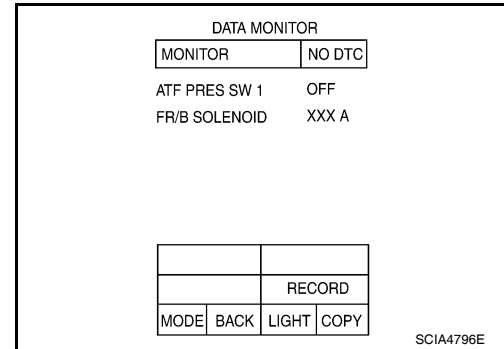 DATA MONITOR
MONITOR NO DTC
ATF PRES SW 1 OFF
FR/B SOLENOID XXX A
RECORD
MODE BACK LIGHT COPY
SCIA4796E